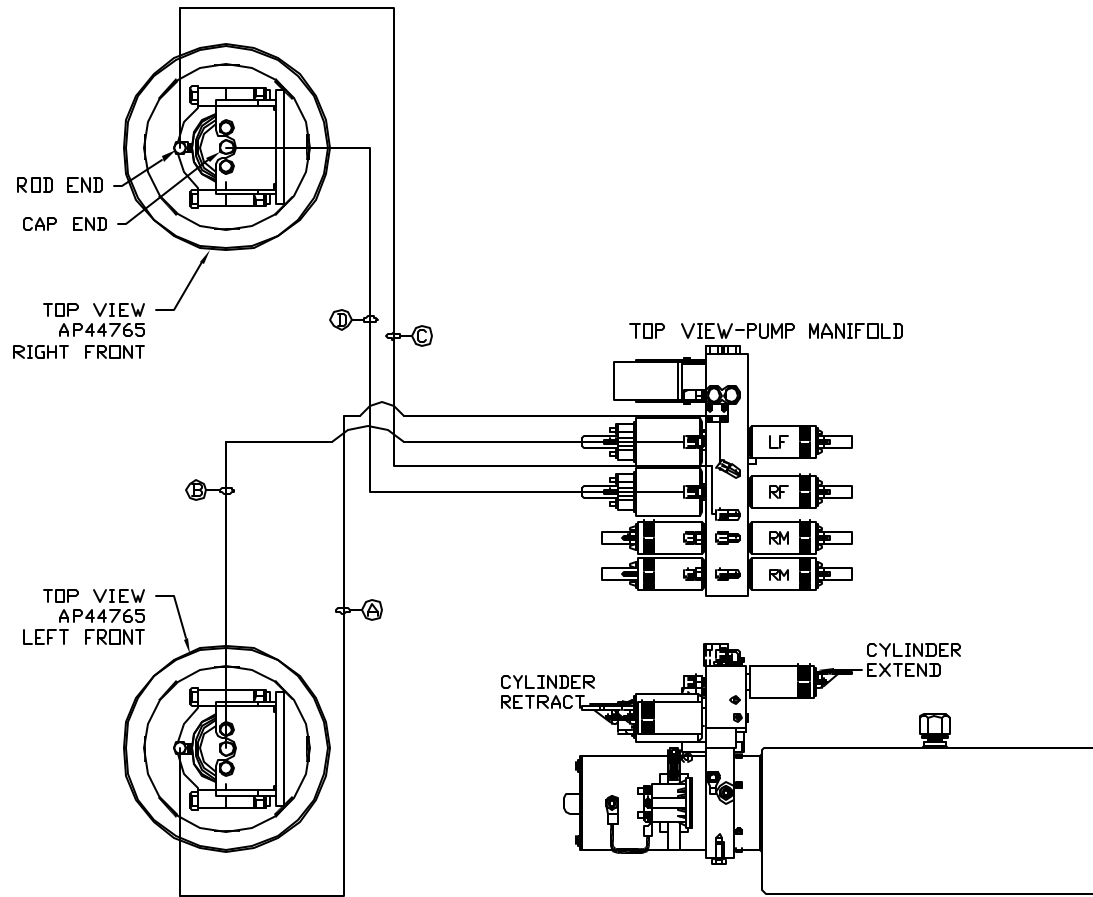 ROD END
CAP END
TOP VIEW
AP44765
RIGHT FRONT
D
C
TOP VIEW-PUMP MANIFOLD
LF
RF
RM
RM
B
A
TOP VIEW
AP44765
LEFT FRONT
CYLINDER
RETRACT
CYLINDER
EXTEND